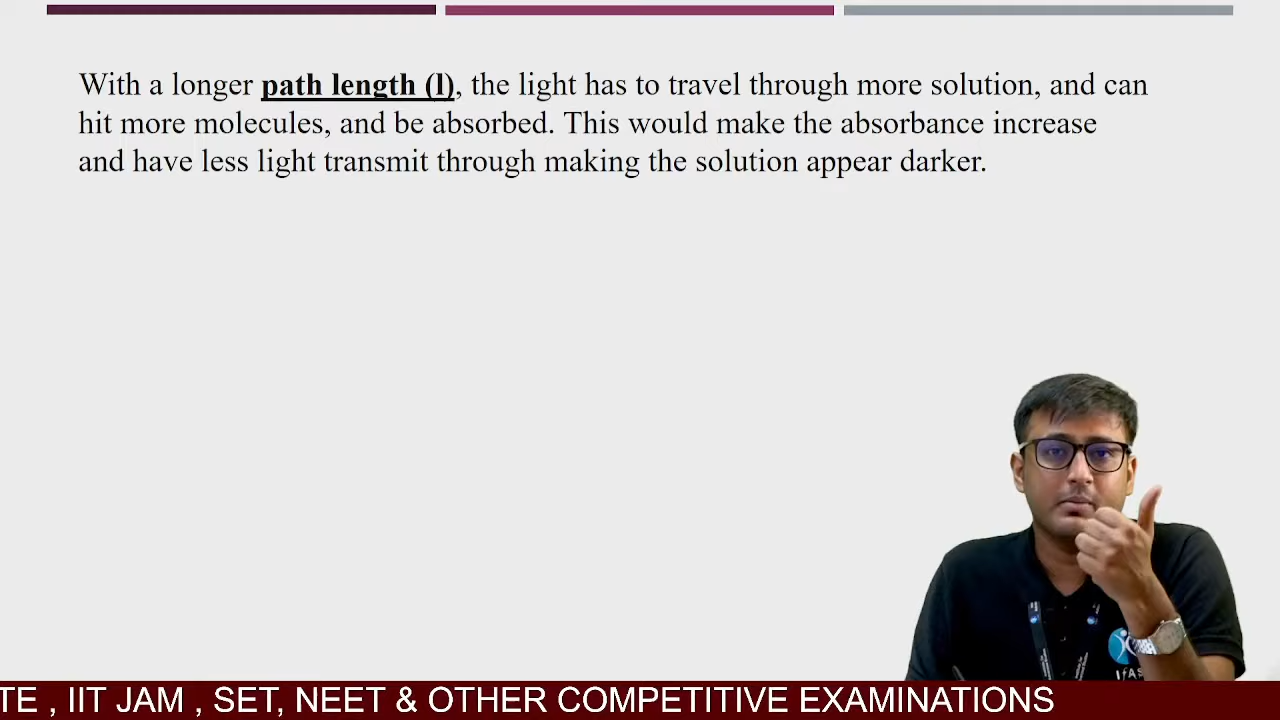 With a longer path length (l), the light has to travel through more solution, and can
hit more molecules, and be absorbed. This would make the absorbance increase
and have less light transmit through making the solution appear darker.
IFAS
TE , IIT JAM , SET, NEET & OTHER COMPETITIVE EXAMINATIONS